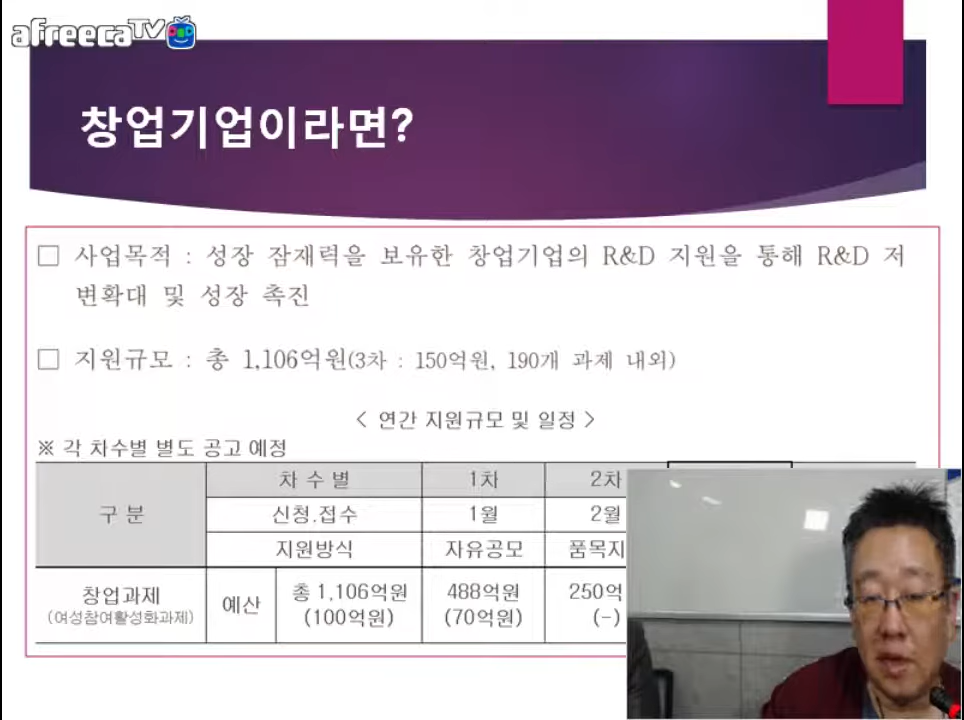 afreecaTV
창업기업이라면?
□ 사업목적 : 성장 잠재력을 보유한 창업기업의 R&D 지원을 통해 R&D 저
변확대 및 성장 촉진
□ 지원규모 : 총 1,106억원(3차 : 150억원, 190개 과제 내외)
< 연간 지원규모 및 일정 >
※ 각 차수별 별도 공고 예정
구 분 차 수 별 1차 2차
신청.접수 1월 2월
지원방식 자유공모 품목지
창업과제 예산 총 1,106억원 488억원 250억
(여성참여활성화과제) (100억원) (70억원) (-)